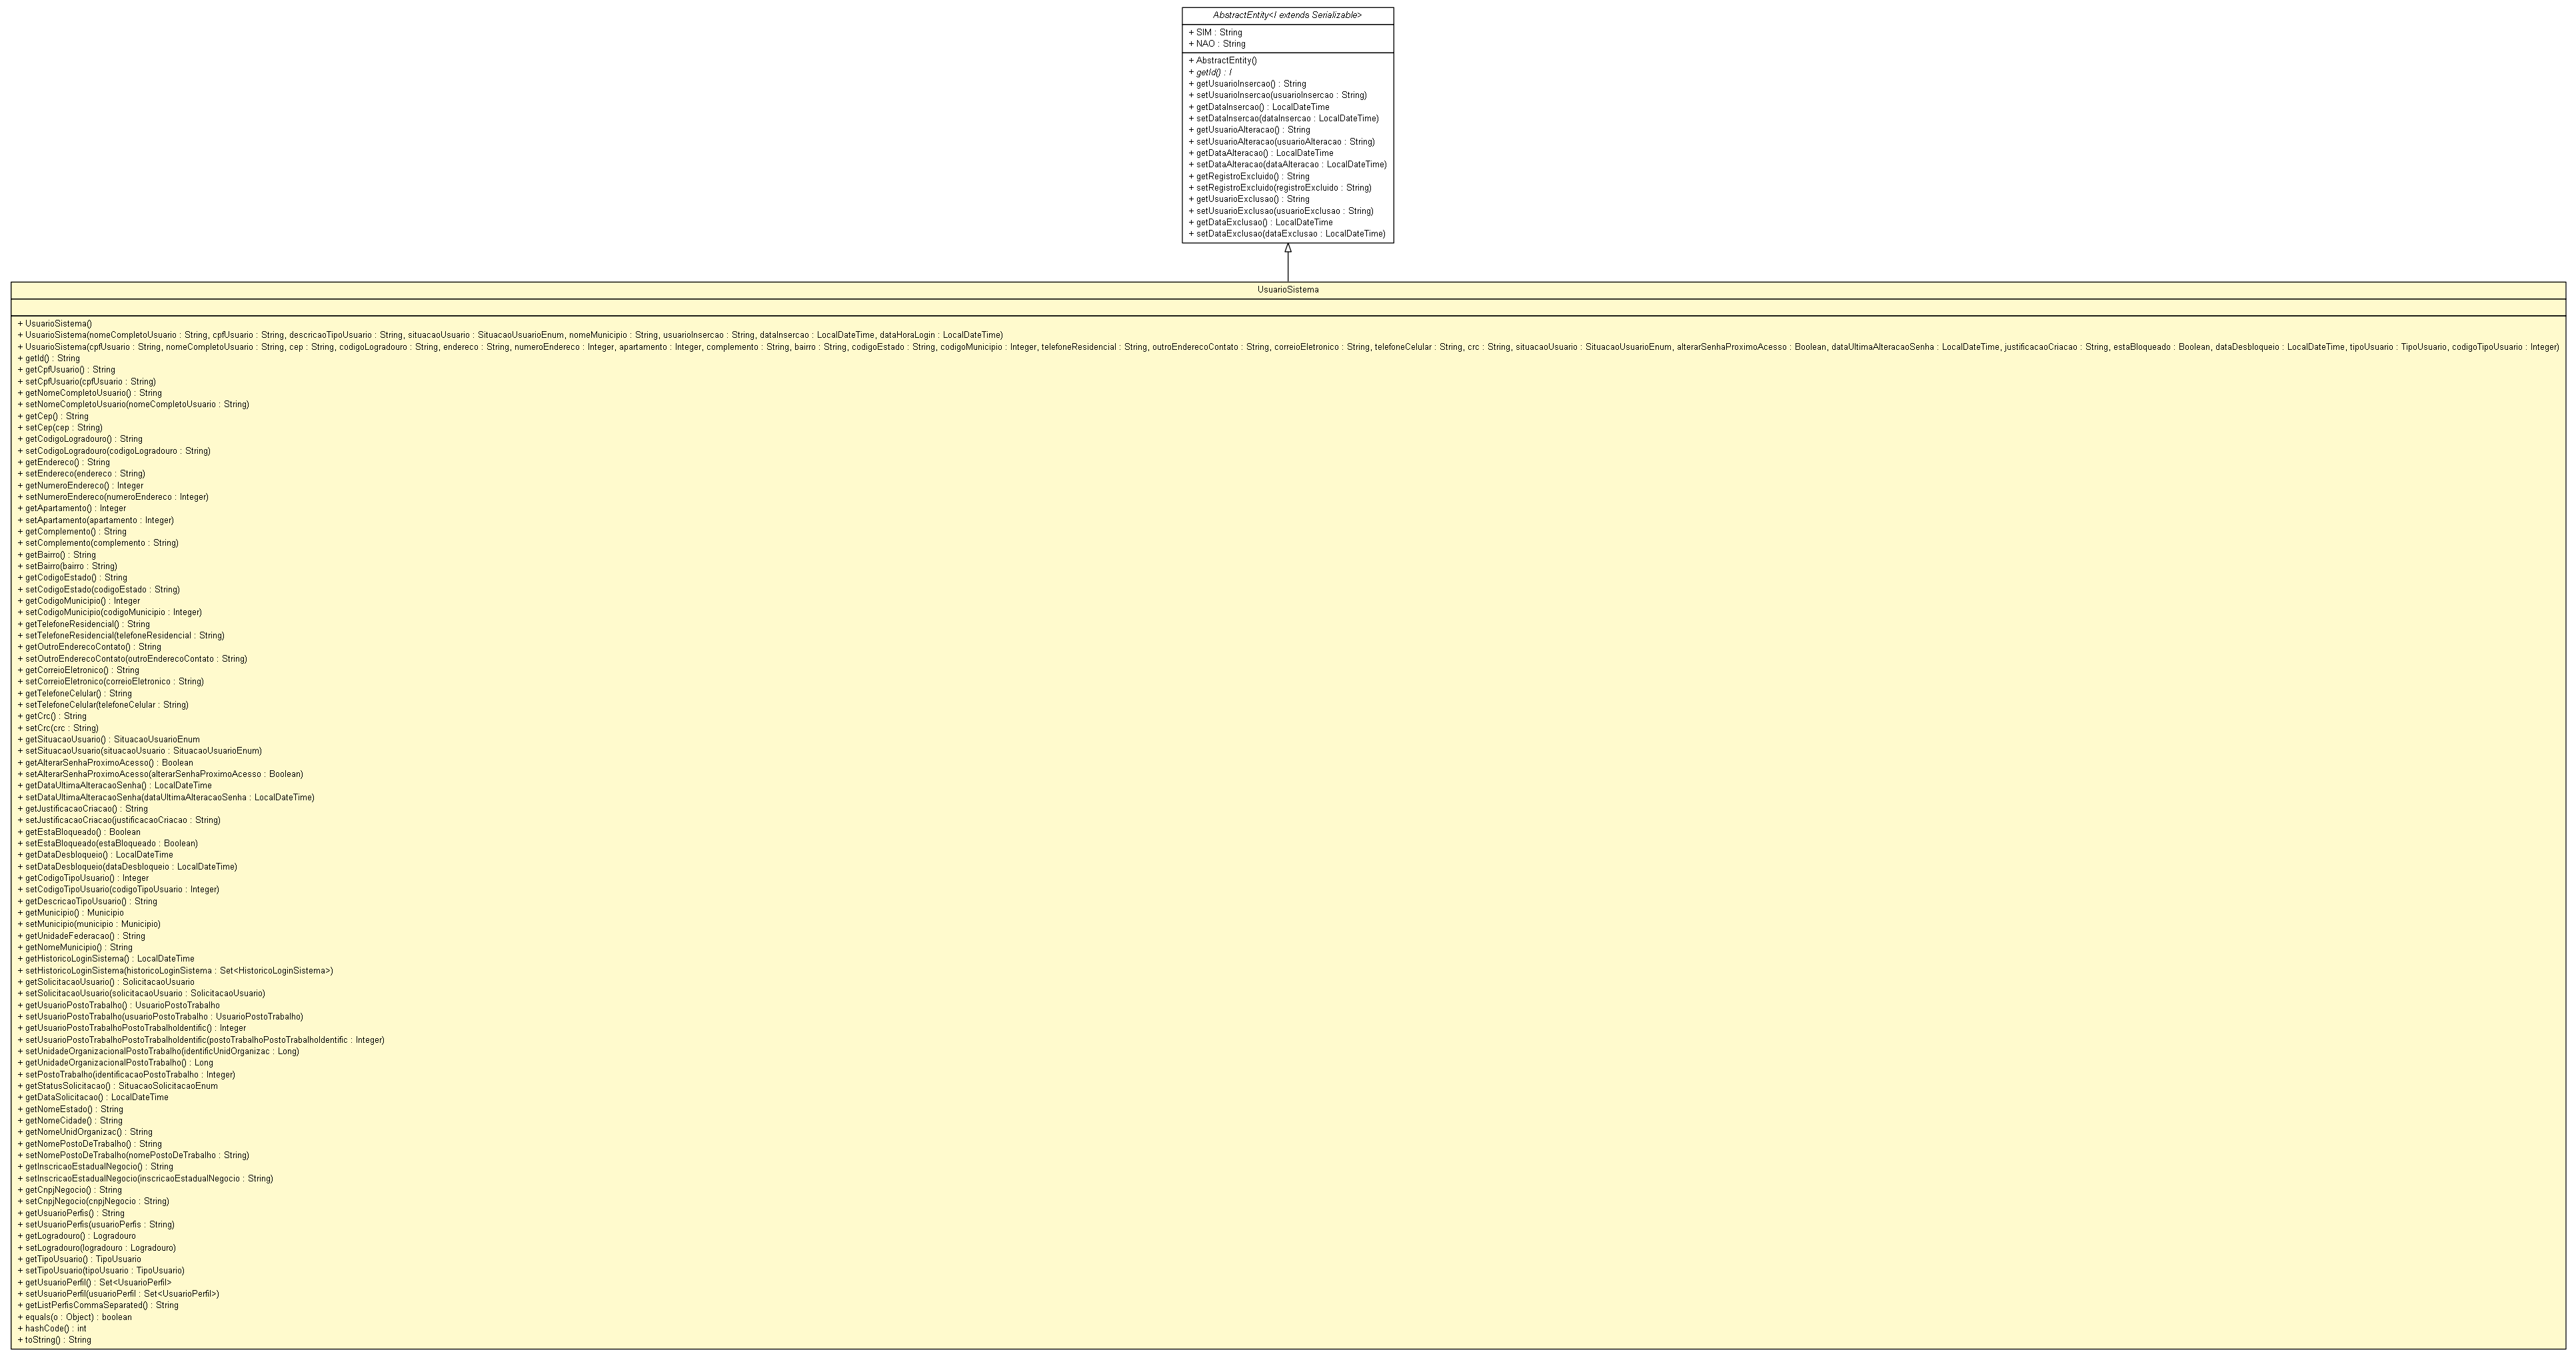 AbstractEntity<I extends Serializable>
+ SIM : String
+ NAO : String
+ AbstractEntity()
+ getId() : I
+ getUsuarioInsercao() : String
+ setUsuarioInsercao(usuarioInsercao : String)
+ getDataInsercao() : LocalDateTime
+ setDataInsercao(dataInsercao : LocalDateTime)
+ getUsuarioAlteracao() : String
+ setUsuarioAlteracao(usuarioAlteracao : String)
+ getDataAlteracao() : LocalDateTime
+ setDataAlteracao(dataAlteracao : LocalDateTime)
+ getRegistroExcluido() : String
+ setRegistroExcluido(registroExcluido : String)
+ getUsuarioExclusao() : String
+ setUsuarioExclusao(usuarioExclusao : String)
+ getDataExclusao() : LocalDateTime
+ setDataExclusao(dataExclusao : LocalDateTime)
UsuarioSistema
+ UsuarioSistema()
+ UsuarioSistema(nomeCompletoUsuario : String, cpfUsuario : String, descricaoTipoUsuario : String, situacaoUsuario : SituacaoUsuarioEnum, nomeMunicipio : String, usuarioInsercao : String, dataInsercao : LocalDateTime, dataHoraLogin : LocalDateTime)
+ UsuarioSistema(cpfUsuario : String, nomeCompletoUsuario : String, cep : String, codigoLogradouro : String, endereco : String, numeroEndereco : Integer, apartamento : Integer, complemento : String, bairro : String, codigoEstado : String, codigoMunicipio : Integer, telefoneResidencial : String, outroEnderecoContato : String, correioEletronico : String, telefoneCelular : String, crc : String, situacaoUsuario : SituacaoUsuarioEnum, alterarSenhaProximoAcesso : Boolean, dataUltimaAlteracaoSenha : LocalDateTime, justificacaoCriacao : String, estaBloqueado : Boolean, dataDesbloqueio : LocalDateTime, tipoUsuario : TipoUsuario, codigoTipoUsuario : Integer)
+ getId() : String
+ getCpfUsuario() : String
+ setCpfUsuario(cpfUsuario : String)
+ getNomeCompletoUsuario() : String
+ setNomeCompletoUsuario(nomeCompletoUsuario : String)
+ getCep() : String
+ setCep(cep : String)
+ getCodigoLogradouro() : String
+ setCodigoLogradouro(codigoLogradouro : String)
+ getEndereco() : String
+ setEndereco(endereco : String)
+ getNumeroEndereco() : Integer
+ setNumeroEndereco(numeroEndereco : Integer)
+ getApartamento() : Integer
+ setApartamento(apartamento : Integer)
+ getComplemento() : String
+ setComplemento(complemento : String)
+ getBairro() : String
+ setBairro(bairro : String)
+ getCodigoEstado() : String
+ setCodigoEstado(codigoEstado : String)
+ getCodigoMunicipio() : Integer
+ setCodigoMunicipio(codigoMunicipio : Integer)
+ getTelefoneResidencial() : String
+ setTelefoneResidencial(telefoneResidencial : String)
+ getOutroEnderecoContato() : String
+ setOutroEnderecoContato(outroEnderecoContato : String)
+ getCorreioEletronico() : String
+ setCorreioEletronico(correioEletronico : String)
+ getTelefoneCelular() : String
+ setTelefoneCelular(telefoneCelular : String)
+ getCrc() : String
+ setCrc(crc : String)
+ getSituacaoUsuario() : SituacaoUsuarioEnum
+ setSituacaoUsuario(situacaoUsuario : SituacaoUsuarioEnum)
+ getAlterarSenhaProximoAcesso() : Boolean
+ setAlterarSenhaProximoAcesso(alterarSenhaProximoAcesso : Boolean)
+ getDataUltimaAlteracaoSenha() : LocalDateTime
+ setDataUltimaAlteracaoSenha(dataUltimaAlteracaoSenha : LocalDateTime)
+ getJustificacaoCriacao() : String
+ setJustificacaoCriacao(justificacaoCriacao : String)
+ getEstaBloqueado() : Boolean
+ setEstaBloqueado(estaBloqueado : Boolean)
+ getDataDesbloqueio() : LocalDateTime
+ setDataDesbloqueio(dataDesbloqueio : LocalDateTime)
+ getCodigoTipoUsuario() : Integer
+ setCodigoTipoUsuario(codigoTipoUsuario : Integer)
+ getDescricaoTipoUsuario() : String
+ getMunicipio() : Municipio
+ setMunicipio(municipio : Municipio)
+ getUnidadeFederacao() : String
+ getNomeMunicipio() : String
+ getHistoricoLoginSistema() : LocalDateTime
+ setHistoricoLoginSistema(historicoLoginSistema : Set<HistoricoLoginSistema>)
+ getSolicitacaoUsuario() : SolicitacaoUsuario
+ setSolicitacaoUsuario(solicitacaoUsuario : SolicitacaoUsuario)
+ getUsuarioPostoTrabalho() : UsuarioPostoTrabalho
+ setUsuarioPostoTrabalho(usuarioPostoTrabalho : UsuarioPostoTrabalho)
+ getUsuarioPostoTrabalhoPostoTrabalhoIdentific() : Integer
+ setUsuarioPostoTrabalhoPostoTrabalhoIdentific(postoTrabalhoPostoTrabalhoIdentific : Integer)
+ setUnidadeOrganizacionalPostoTrabalho(identificUnidOrganizac : Long)
+ getUnidadeOrganizacionalPostoTrabalho() : Long
+ setPostoTrabalho(identificacaoPostoTrabalho : Integer)
+ getStatusSolicitacao() : SituacaoSolicitacaoEnum
+ getDataSolicitacao() : LocalDateTime
+ getNomeEstado() : String
+ getNomeCidade() : String
+ getNomeUnidOrganizac() : String
+ getNomePostoDeTrabalho() : String
+ setNomePostoDeTrabalho(nomePostoDeTrabalho : String)
+ getInscricaoEstadualNegocio() : String
+ setInscricaoEstadualNegocio(inscricaoEstadualNegocio : String)
+ getCnpjNegocio() : String
+ setCnpjNegocio(cnpjNegocio : String)
+ getUsuarioPerfis() : String
+ setUsuarioPerfis(usuarioPerfis : String)
+ getLogradouro() : Logradouro
+ setLogradouro(logradouro : Logradouro)
+ getTipoUsuario() : TipoUsuario
+ setTipoUsuario(tipoUsuario : TipoUsuario)
+ getUsuarioPerfil() : Set<UsuarioPerfil>
+ setUsuarioPerfil(usuarioPerfil : Set<UsuarioPerfil>)
+ getListPerfisCommaSeparated() : String
+ equals(o : Object) : boolean
+ hashCode() : int
+ toString() : String